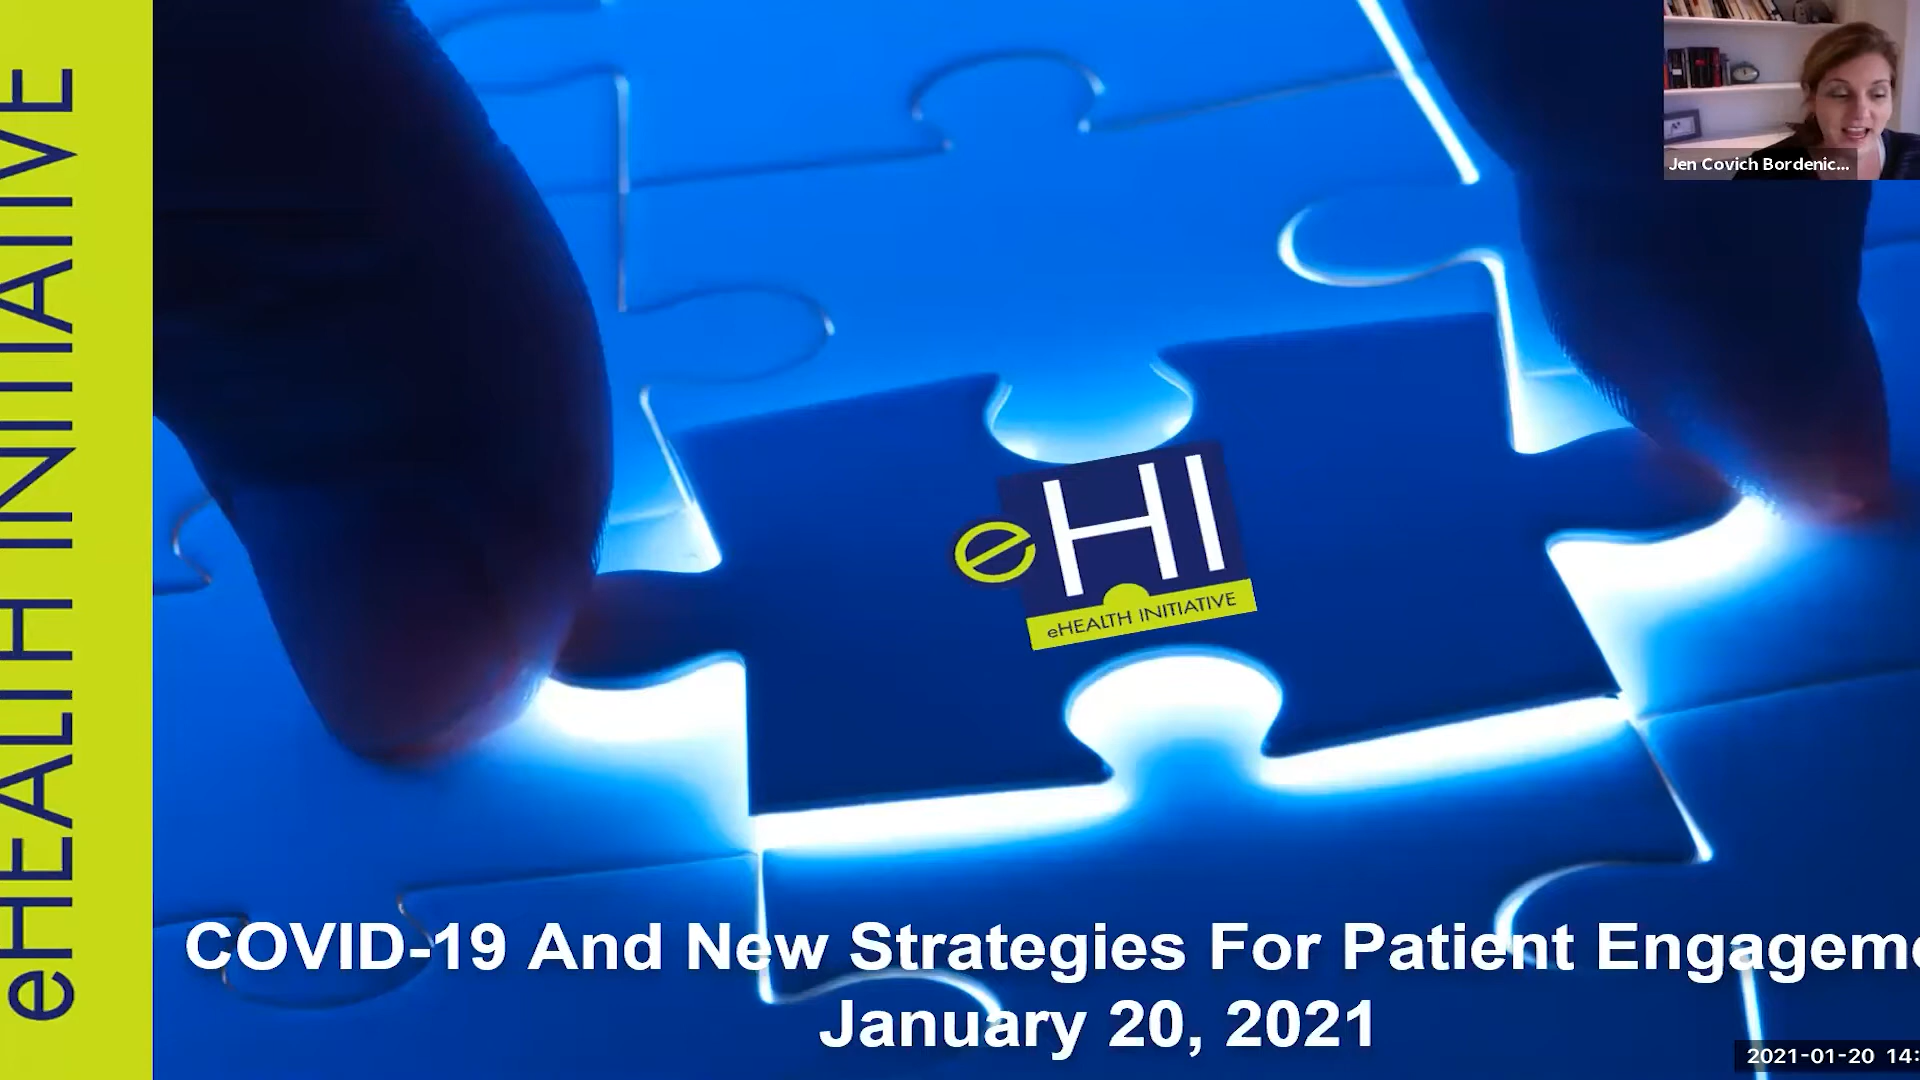 eHEALTH INITIATIVE
Jen Covich Bordenic...
eHI
eHEALTH INITIATIVE
COVID-19 And New Strategies For Patient Engageme
January 20, 2021
2021-01-20 14: